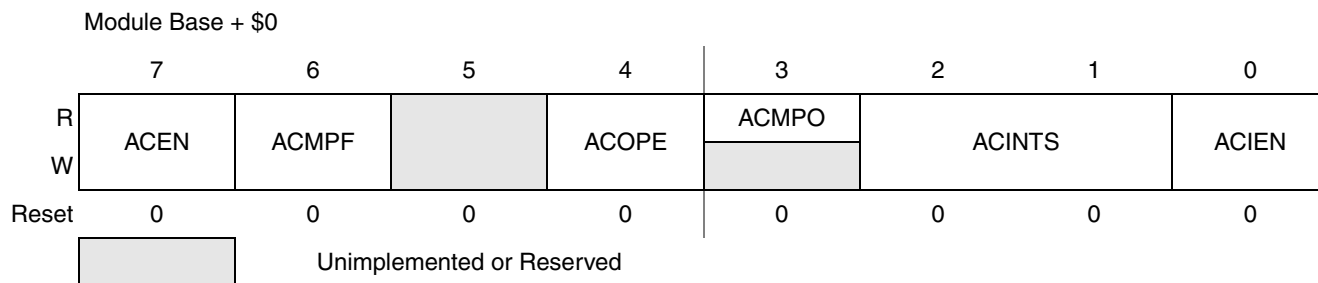 Module Base + $0
7 6 5 4 3 2 1 0
R ACEN ACMPF ACOPE ACMPO ACINTS ACIEN
W
Reset 0 0 0 0 0 0 0 0
Unimplemented or Reserved